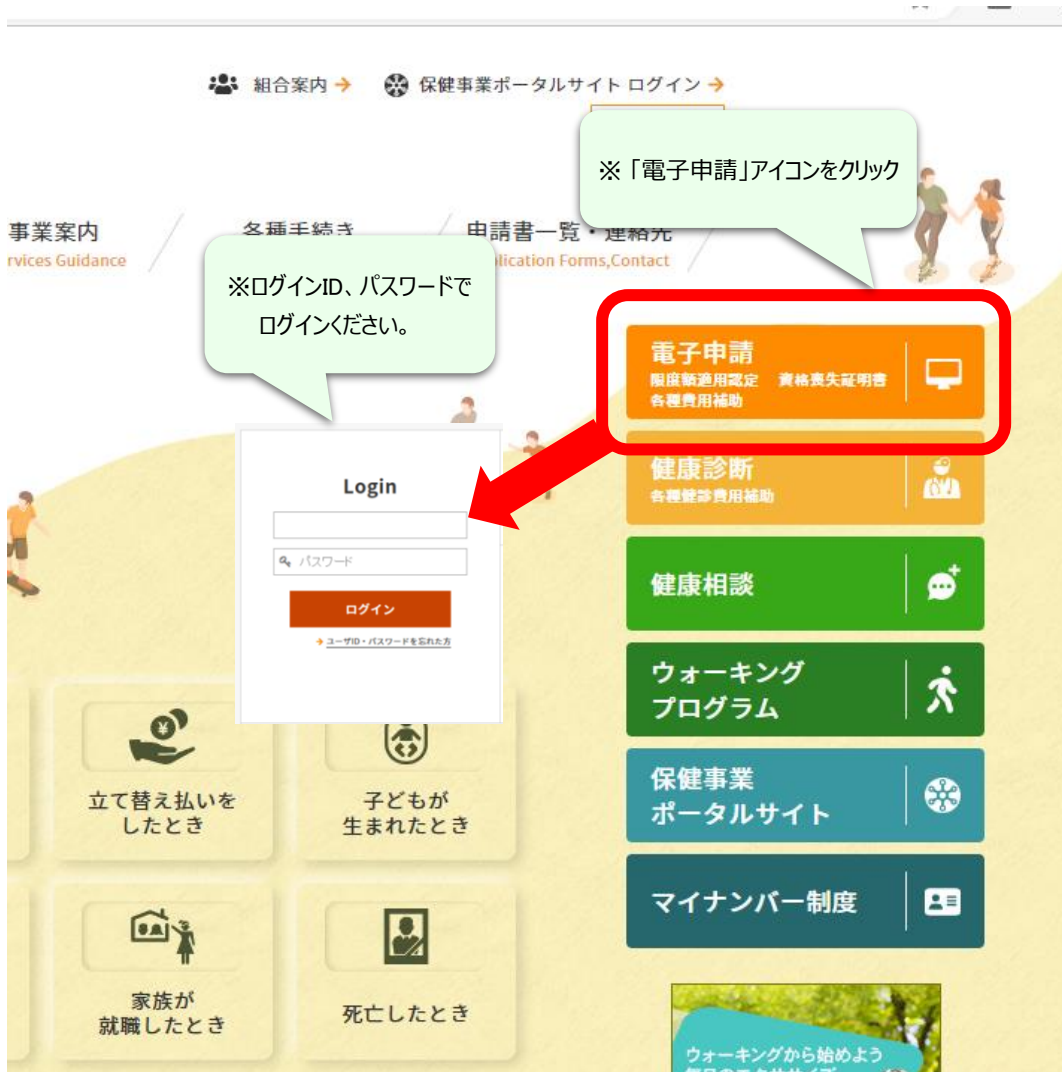 組合案内 → 保健事業ポータルサイト ログイン →
※「電子申請」アイコンをクリック
事業案内
rvices Guidance
各種手続き
申請書一覧・連絡先
lication Forms,Contact
※ログインID、パスワードで
ログインください。
電子申請
限度額適用認定 資格喪失証明書
各種費用補助
健康診断
各種健診費用補助
Login
パスワード
ログイン
→ ユーザID・パスワードを忘れた方
健康相談
ウォーキング
プログラム
保健事業
ポータルサイト
マイナンバー制度
立て替え払いを
したとき
子どもが
生まれたとき
家族が
就職したとき
死亡したとき
ウォーキングから始めよう